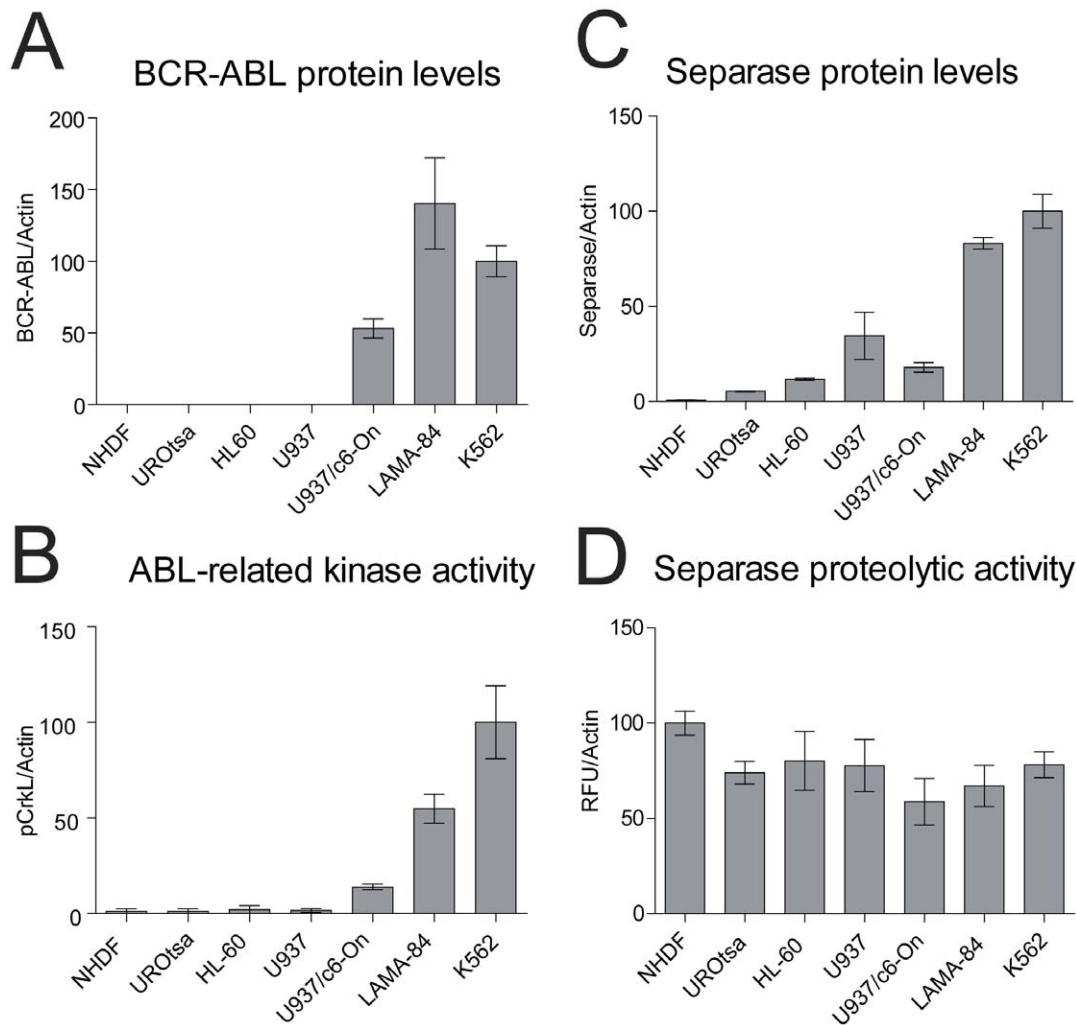 A
BCR-ABL protein levels
BCR-ABL/Actin
200
150
100
50
0
NHDF
UROtsa
HL60
U937
U937/c6-On
LAMA-84
K562
C
Separase protein levels
Separase/Actin
150
100
50
0
NHDF
UROtsa
HL-60
U937
U937/c6-On
LAMA-84
K562
B
ABL-related kinase activity
pCrkL/Actin
150
100
50
0
NHDF
UROtsa
HL-60
U937
U937/c6-On
LAMA-84
K562
D
Separase proteolytic activity
RFU/Actin
150
100
50
0
NHDF
UROtsa
HL-60
U937
U937/c6-On
LAMA-84
K562